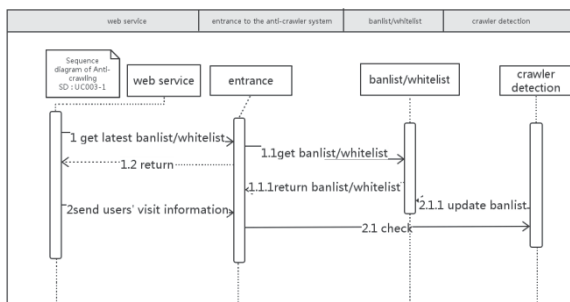 web service
entrance to the anti-crawler system
banlist/whitelist
crawler detection
Sequence
diagram of Anti-
crawling
SD : UC003-1
web service
entrance
banlist/whitelist
crawler
detection
1 get latest banlist/whitelist
1.1get banlist/whitelist
1.2 return
1.1.1return banlist/whitelist
2send users' visit information
2.1.1 update banlist
2.1 check